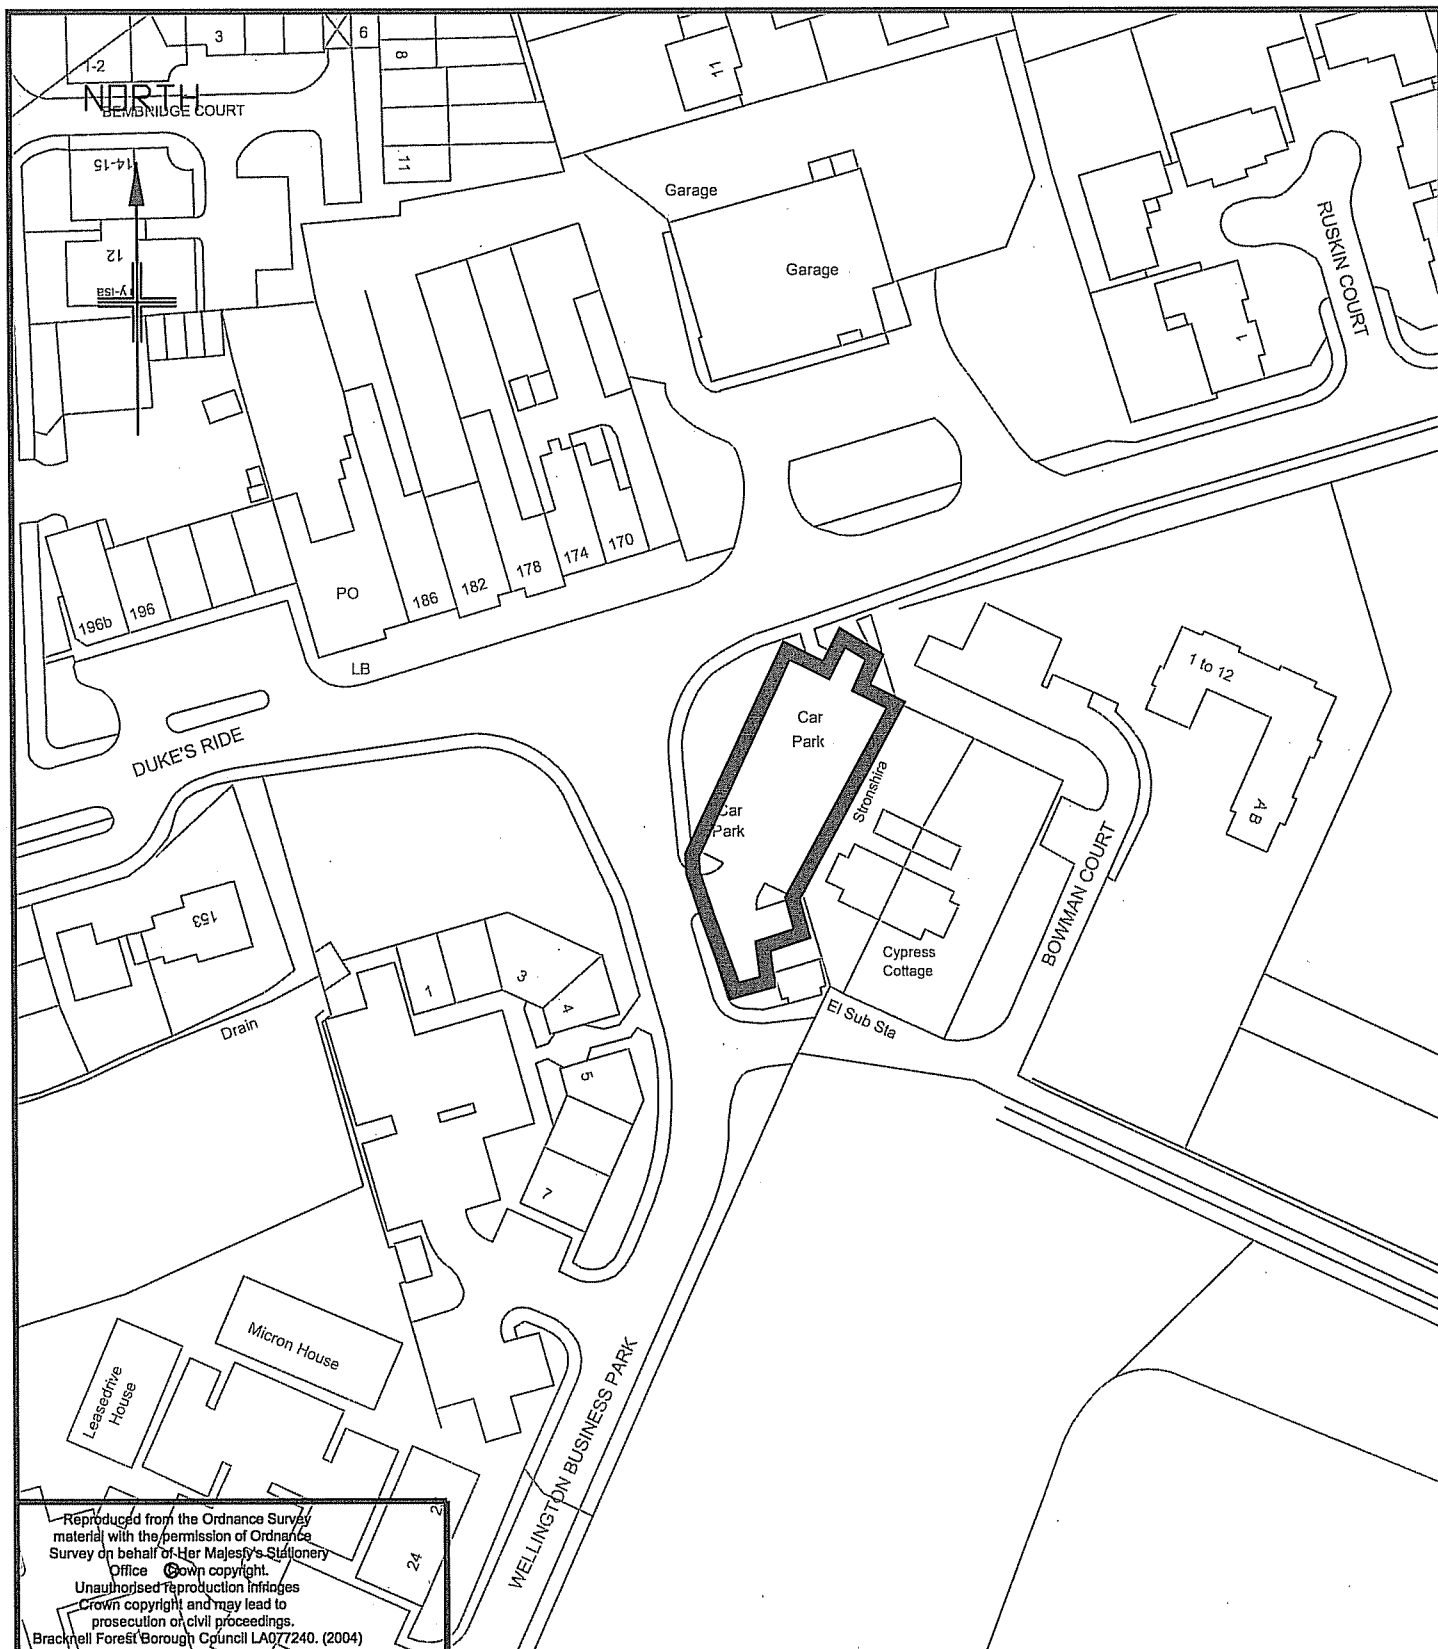 3
6
1-2
8
11
NORTH
BEMBRIDGE COURT
14-15
11
Garage
RUSKIN COURT
12
Garage
1
196b
196
PO
186
182
178
174
170
LB
1 to 12
Car
Park
DUKE'S RIDE
Stronshira
Car
Park
A B
BOWMAN COURT
153
Cypress
Cottage
1
3
4
El Sub Sta
Drain
5
7
Micron House
Leasedrive
House
WELLINGTON BUSINESS PARK
24
Reproduced from the Ordnance Survey
material with the permission of Ordnance
Survey on behalf of Her Majesty's Stationery
Office © Crown copyright.
Unauthorised reproduction infringes
Crown copyright and may lead to
prosecution or civil proceedings.
Bracknell Forest Borough Council LA077240. (2004)